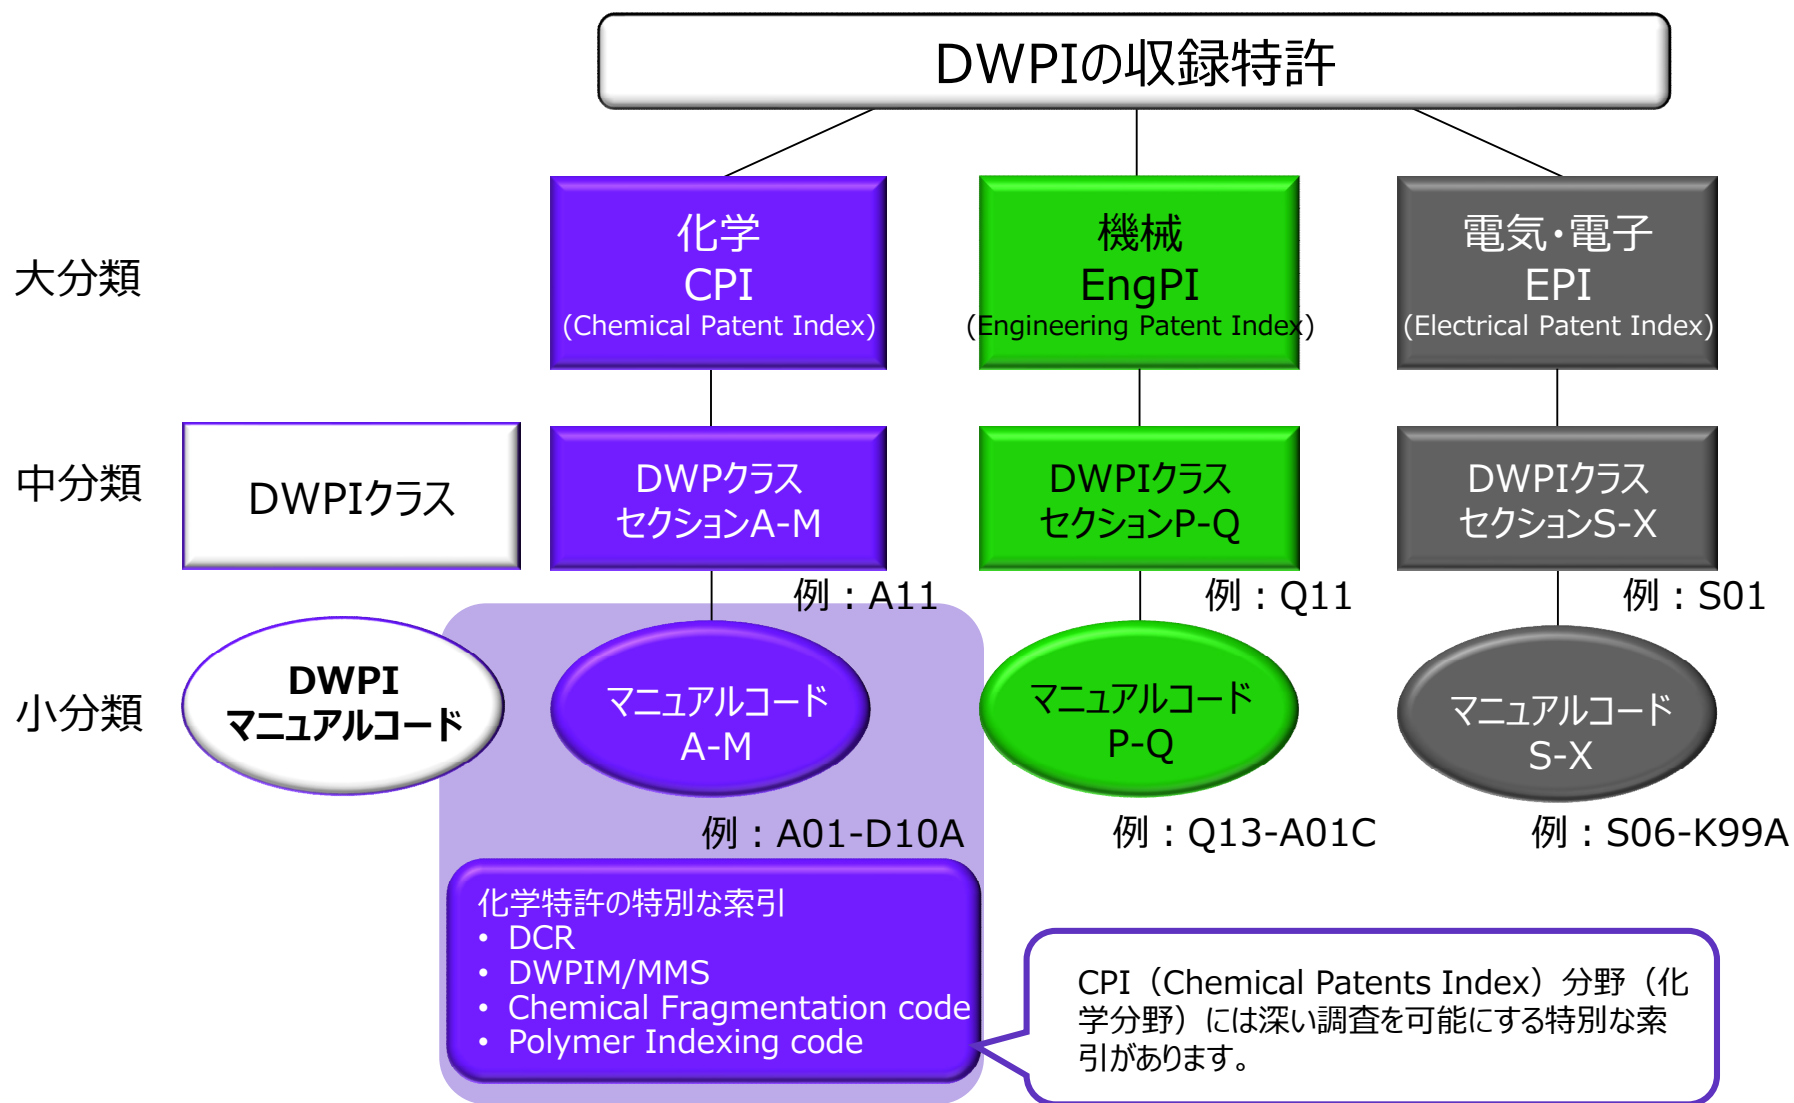 DWPIの収録特許
大分類
化学
CPI
(Chemical Patent Index)
機械
EngPI
(Engineering Patent Index)
電気・電子
EPI
(Electrical Patent Index)
中分類
DWPIクラス
DWPクラス
セクションA-M
例：A11
DWPIクラス
セクションP-Q
例：Q11
DWPIクラス
セクションS-X
例：S01
小分類
DWPI
マニュアルコード
マニュアルコード
A-M
例：A01-D10A
マニュアルコード
P-Q
例：Q13-A01C
マニュアルコード
S-X
例：S06-K99A
化学特許の特別な索引
• DCR
• DWPIM/MMS
• Chemical Fragmentation code
• Polymer Indexing code
CPI（Chemical Patents Index）分野（化
学分野）には深い調査を可能にする特別な索
引があります。